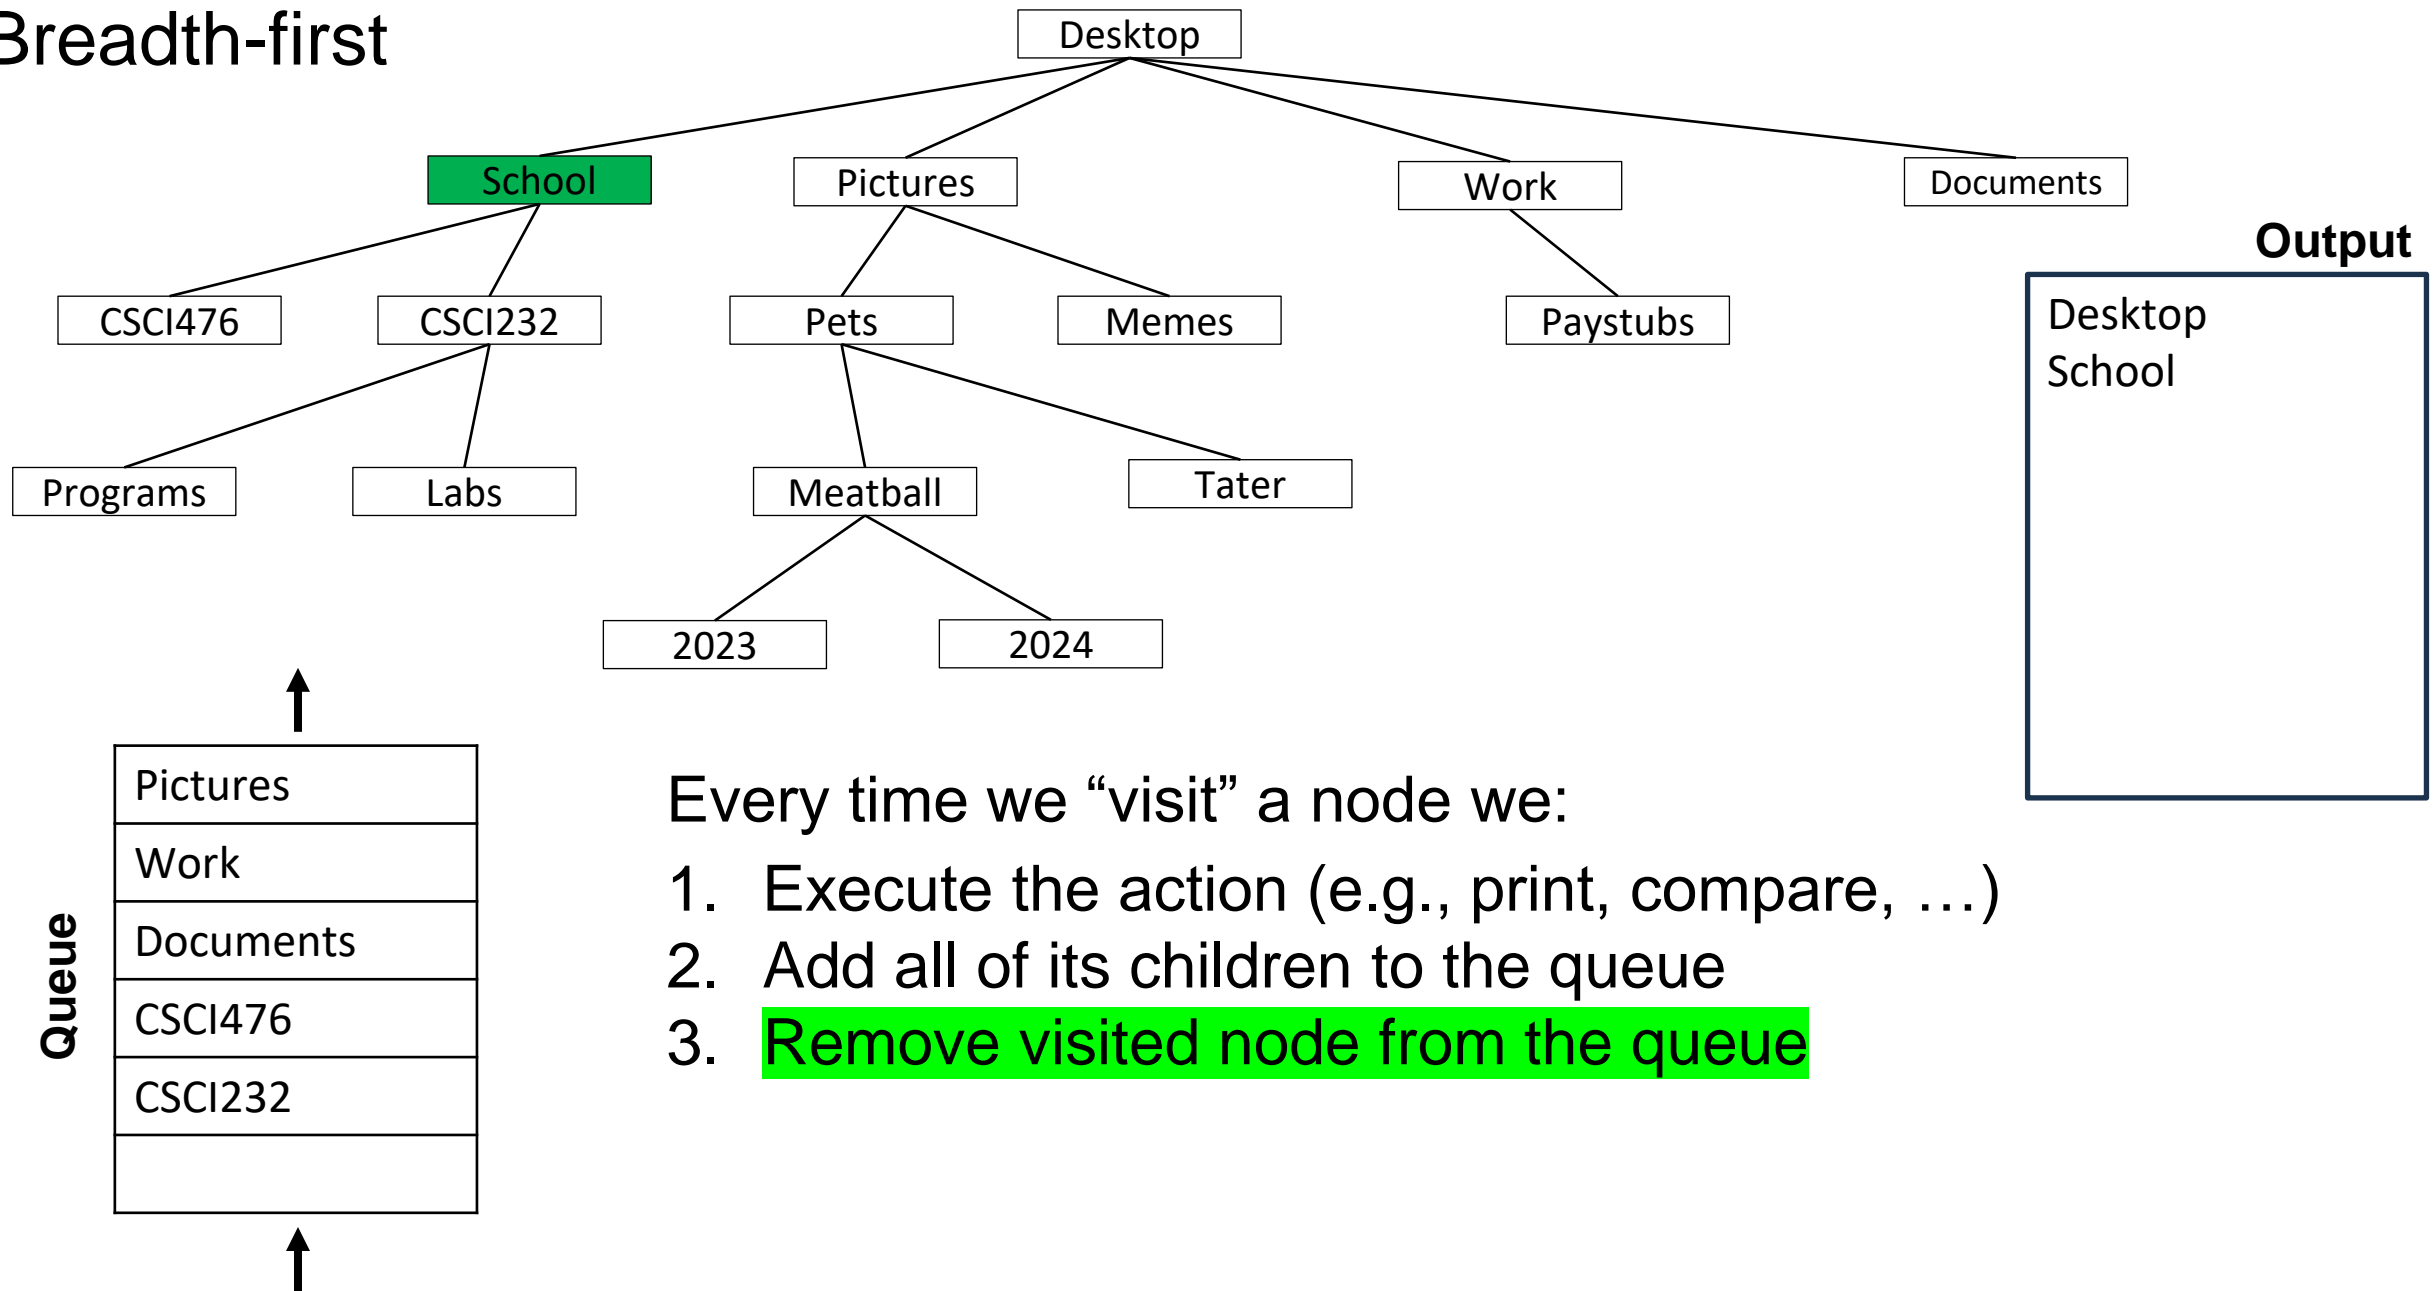 Breadth-first
Desktop
School
Pictures
Work
Documents
CSCI476
CSCI232
Pets
Memes
Paystubs
Programs
Labs
Meatball
Tater
2023
2024
Output
Desktop
School
Queue
Pictures
Work
Documents
CSCI476
CSCI232
Every time we “visit” a node we:
1. Execute the action (e.g., print, compare, …)
2. Add all of its children to the queue
3. Remove visited node from the queue